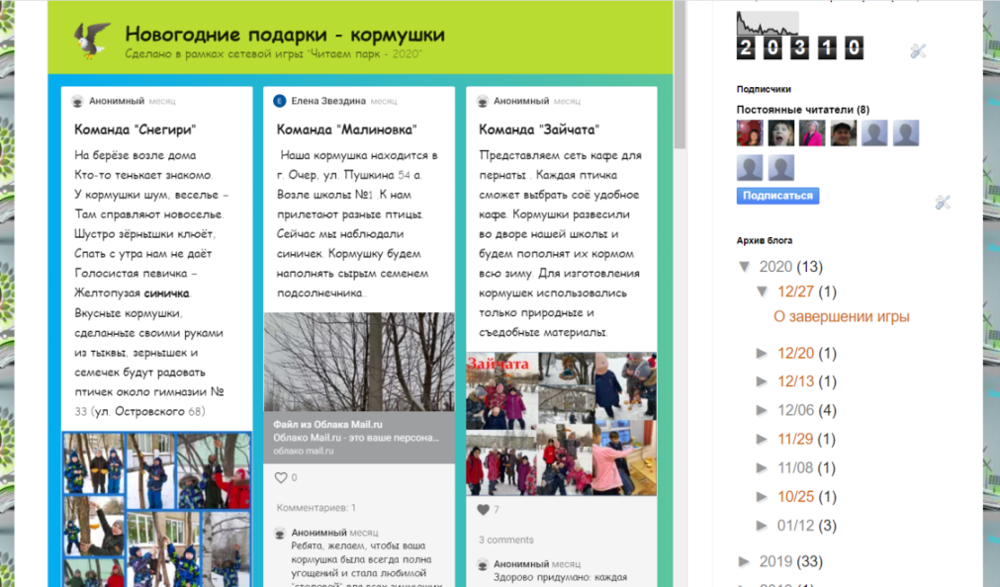 Новогодние подарки - кормушки
Сделано в рамках сетевой игры "Читаем парк - 2020"
Анонимный месяц
Команда "Снегири"
На берёзе возле дома
Кто-то тенькает знакомо.
У кормушки шум, веселье –
Там справляют новоселье.
Шустро зёрнышки клюёт,
Спать с утра нам не даёт
Голосистая певичка –
Желтопузая синичка.
Вкусные кормушки,
сделанные своими руками
из тыквы, зернышек и
семечек будут радовать
птичек около гимназии №
33 (ул. Островского 68)
Е Елена Звездина месяц
Команда "Малиновка"
Наша кормушка находится в
г. Очер, ул. Пушкина 54 а.
Возле школы №1 .К нам
прилетают разные птицы.
Сейчас мы наблюдали
синичек. Кормушку будем
наполнять сырым семенем
подсолнечника..
Файл из Облака Mail.ru
Облако Mail.ru - это ваше персона...
облако mail.ru
0
Комментариев: 1
Анонимный месяц
Ребята, желаем, чтобы ваша
кормушка была всегда полна
угощений и стала любимой
"столовой" для всех зимующих
Анонимный месяц
Команда "Зайчата"
Представляем сеть кафе для
пернаты . Каждая птичка
сможет выбрать соё удобное
кафе. Кормушки развесили
во дворе нашей школы и
будем пополнят их кормом
всю зиму. Для изготовления
кормушек использовались
только природные и
съедобные материалы.
Зайчата
7
3 comments
Анонимный месяц
Здорово придумано: каждая
20310
Подписчики
Постоянные читатели (8)
Подписаться
Архив блога
▼ 2020 (13)
▼ 12/27 (1)
О завершении игры
► 12/20 (1)
► 12/13 (1)
► 12/06 (4)
► 11/29 (1)
► 11/08 (1)
► 10/25 (1)
► 01/12 (3)
► 2019 (33)